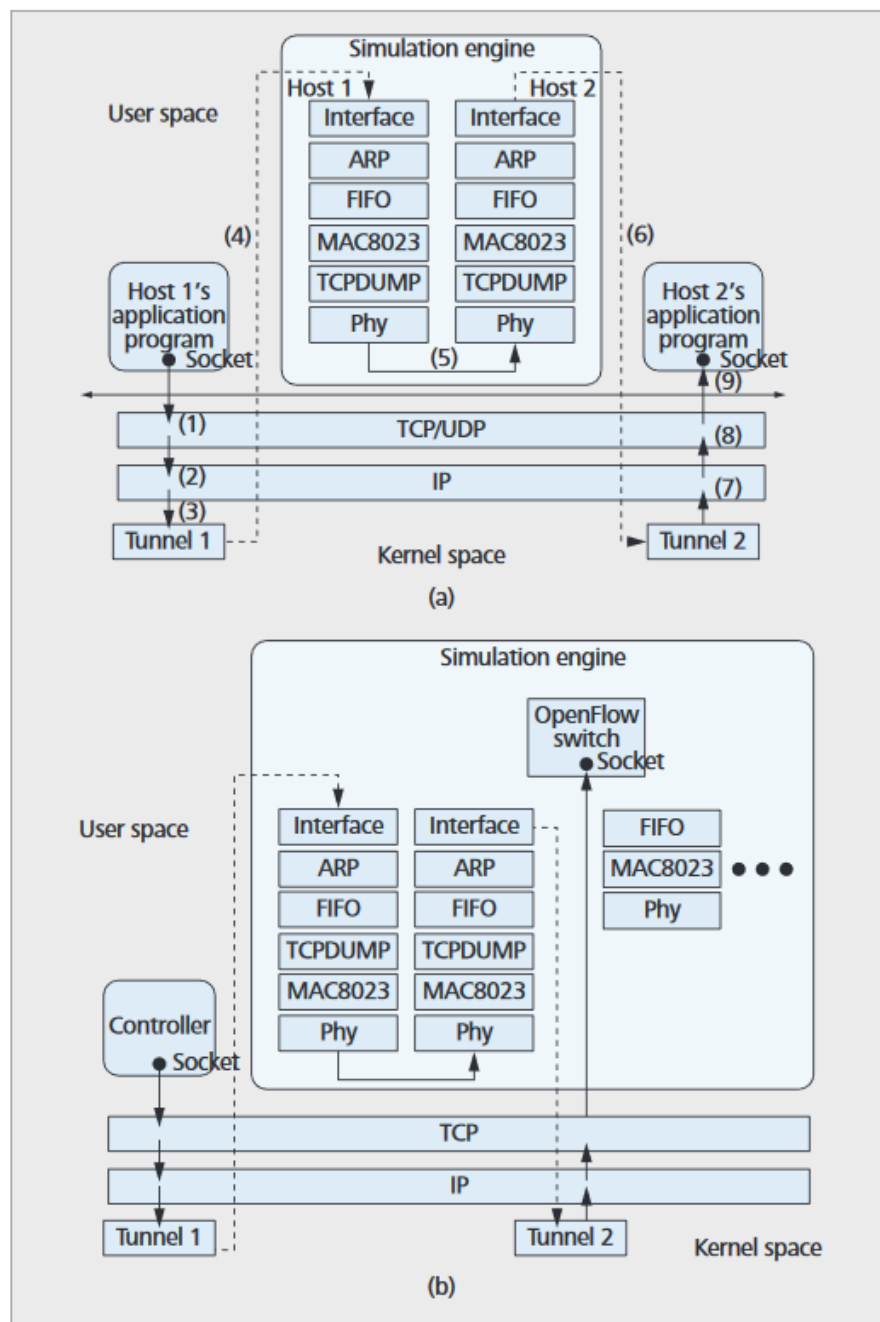 Simulation engine
Host 1
Host 2
User space
Interface
Interface
ARP
ARP
FIFO
FIFO
(4)
MAC8023
MAC8023
(6)
TCPDUMP
TCPDUMP
Host 1's
application
program
Phy
Phy
Host 2's
application
program
Socket
(5)
Socket
(9)
(1)
TCP/UDP
(8)
(2)
IP
(7)
(3)
Tunnel 1
Tunnel 2
Kernel space
(a)
Simulation engine
OpenFlow
switch
Socket
User space
Interface
Interface
FIFO
ARP
ARP
MAC8023
FIFO
FIFO
Phy
TCPDUMP
TCPDUMP
MAC8023
MAC8023
Controller
Phy
Phy
Socket
TCP
IP
Tunnel 1
Tunnel 2
Kernel space
(b)